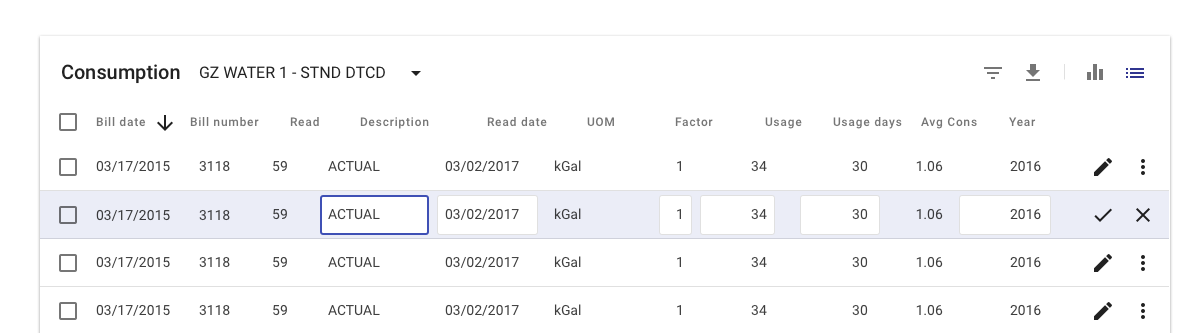 Consumption GZ WATER 1 - STND DTCD
Bill date Bill number Read Description Read date UOM Factor Usage Usage days Avg Cons Year
03/17/2015 3118 59 ACTUAL 03/02/2017 kGal 1 34 30 1.06 2016
03/17/2015 3118 59 ACTUAL 03/02/2017 kGal 1 34 30 1.06 2016
03/17/2015 3118 59 ACTUAL 03/02/2017 kGal 1 34 30 1.06 2016
03/17/2015 3118 59 ACTUAL 03/02/2017 kGal 1 34 30 1.06 2016